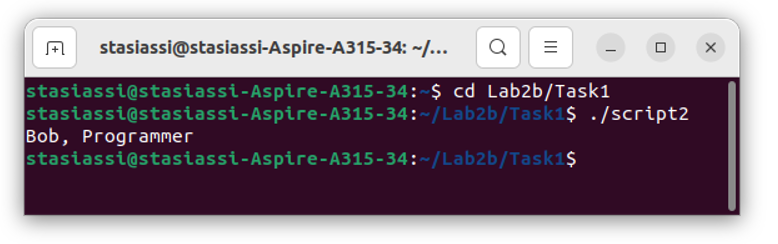 stasiassi@stasiassi-Aspire-A315-34: ~/...
stasiassi@stasiassi-Aspire-A315-34:~$ cd Lab2b/Task1
stasiassi@stasiassi-Aspire-A315-34:~/Lab2b/Task1$ ./script2
Bob, Programmer
stasiassi@stasiassi-Aspire-A315-34:~/Lab2b/Task1$